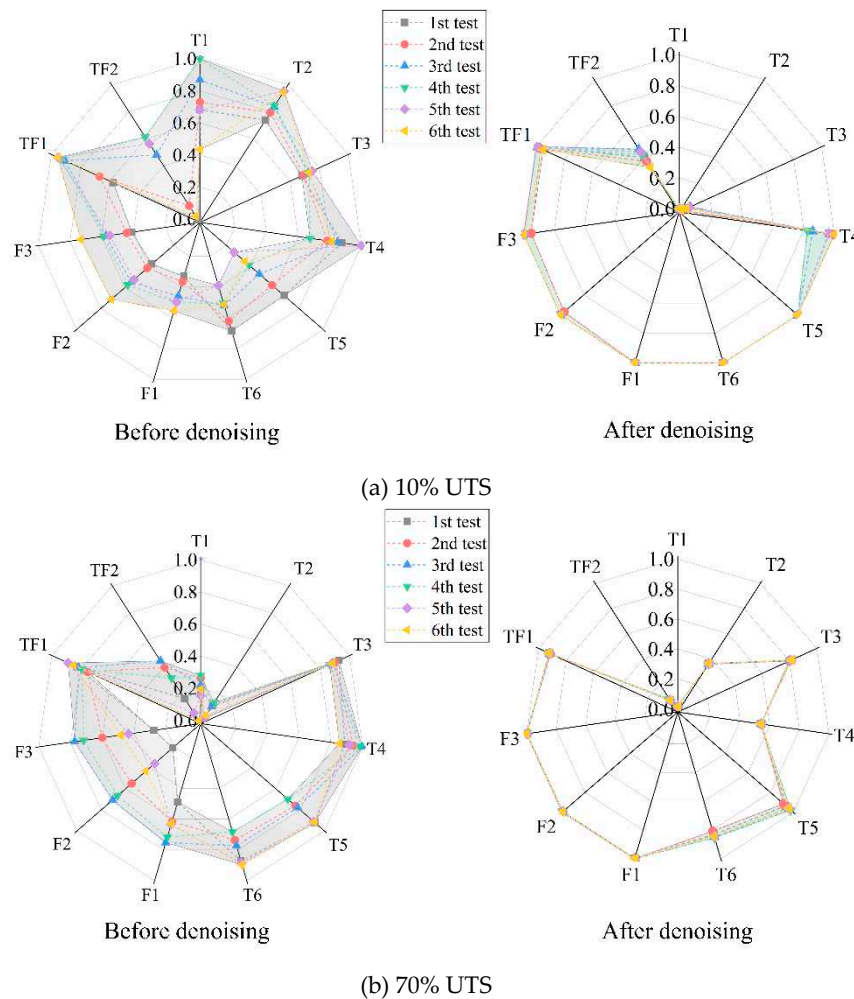 T1
T2
T3
T4
T5
T6
F1
F2
F3
TF1
TF2
1.0
0.8
0.6
0.4
0.2
0.0
Before denoising
1st test
2nd test
3rd test
4th test
5th test
6th test
T1
T2
T3
T4
T5
T6
F1
F2
F3
TF1
TF2
1.0
0.8
0.6
0.4
0.2
0.0
After denoising
(a) 10% UTS
T1
T2
T3
T4
T5
T6
F1
F2
F3
TF1
TF2
1.0
0.8
0.6
0.4
0.2
0.0
Before denoising
1st test
2nd test
3rd test
4th test
5th test
6th test
T1
T2
T3
T4
T5
T6
F1
F2
F3
TF1
TF2
1.0
0.8
0.6
0.4
0.2
0.0
After denoising
(b) 70% UTS